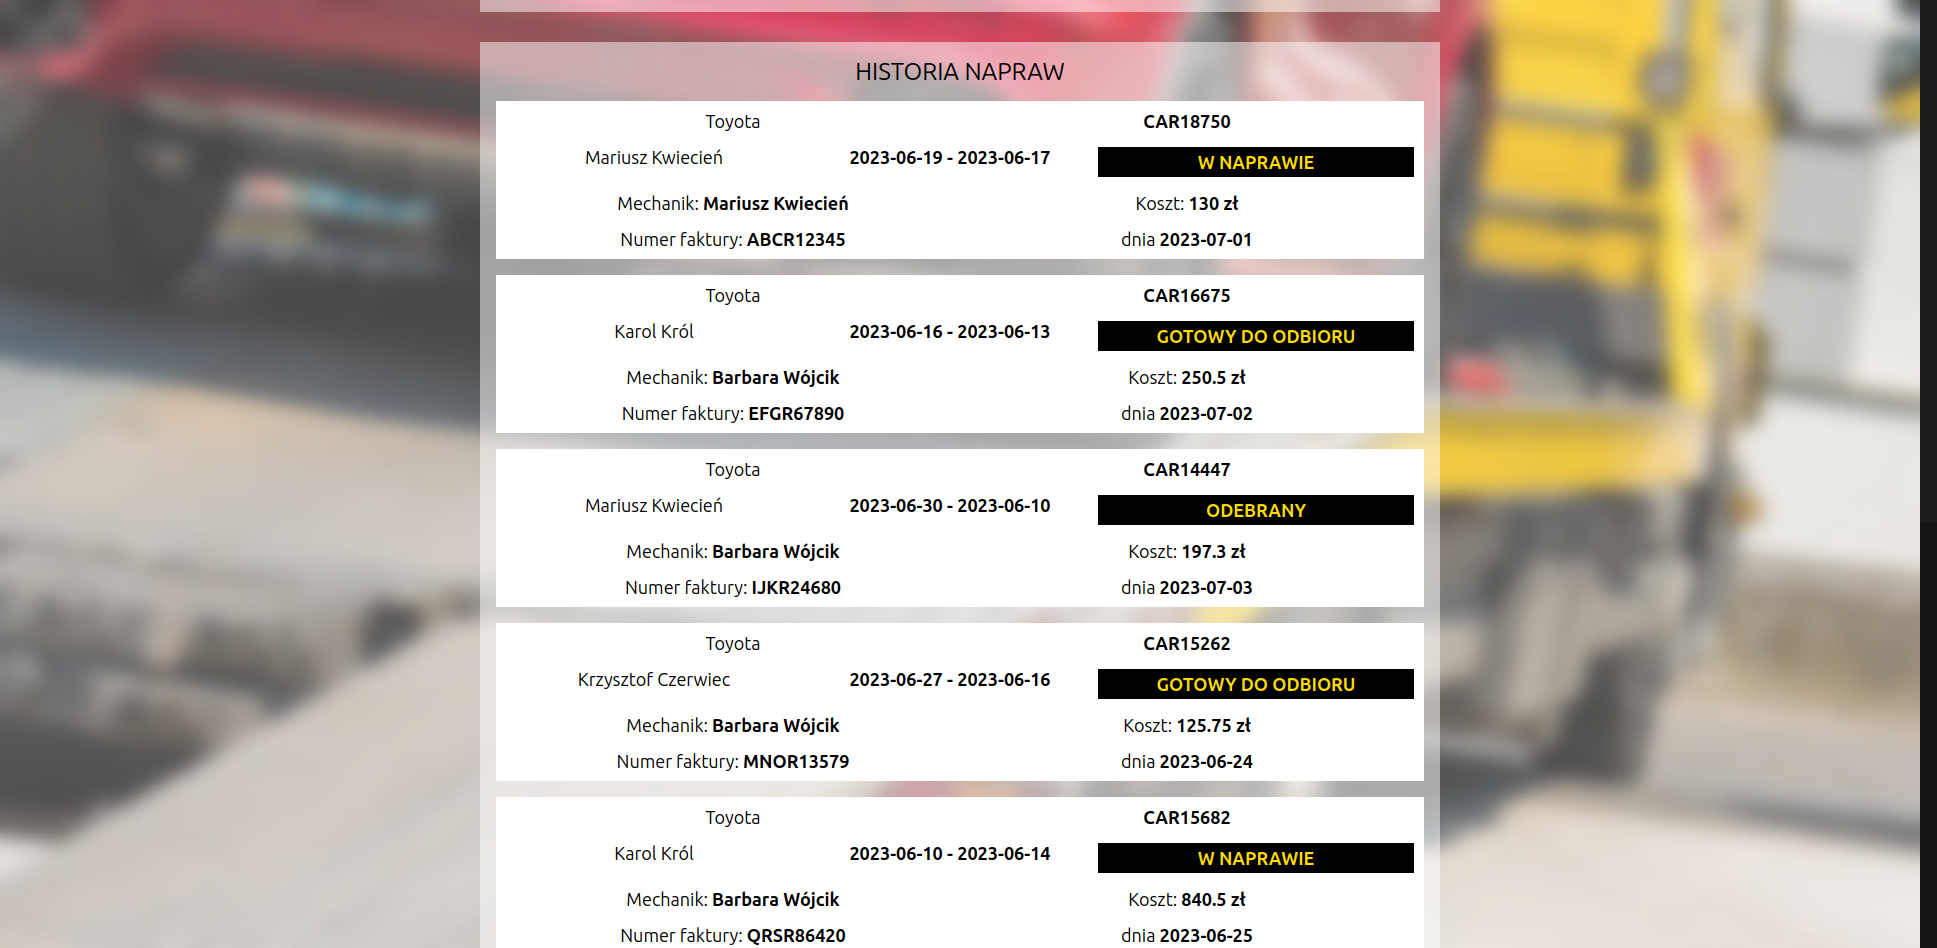 HISTORIA NAPRAW
Toyota CAR18750
Mariusz Kwiecień 2023-06-19 - 2023-06-17 W NAPRAWIE
Mechanik: Mariusz Kwiecień Koszt: 130 zł
Numer faktury: ABCR12345 dnia 2023-07-01
Toyota CAR16675
Karol Król 2023-06-16 - 2023-06-13 GOTOWY DO ODBIORU
Mechanik: Barbara Wójcik Koszt: 250.5 zł
Numer faktury: EFGR67890 dnia 2023-07-02
Toyota CAR14447
Mariusz Kwiecień 2023-06-30 - 2023-06-10 ODEBRANY
Mechanik: Barbara Wójcik Koszt: 197.3 zł
Numer faktury: IJKR24680 dnia 2023-07-03
Toyota CAR15262
Krzysztof Czerwiec 2023-06-27 - 2023-06-16 GOTOWY DO ODBIORU
Mechanik: Barbara Wójcik Koszt: 125.75 zł
Numer faktury: MNOR13579 dnia 2023-06-24
Toyota CAR15682
Karol Król 2023-06-10 - 2023-06-14 W NAPRAWIE
Mechanik: Barbara Wójcik Koszt: 840.5 zł
Numer faktury: QRSR86420 dnia 2023-06-25